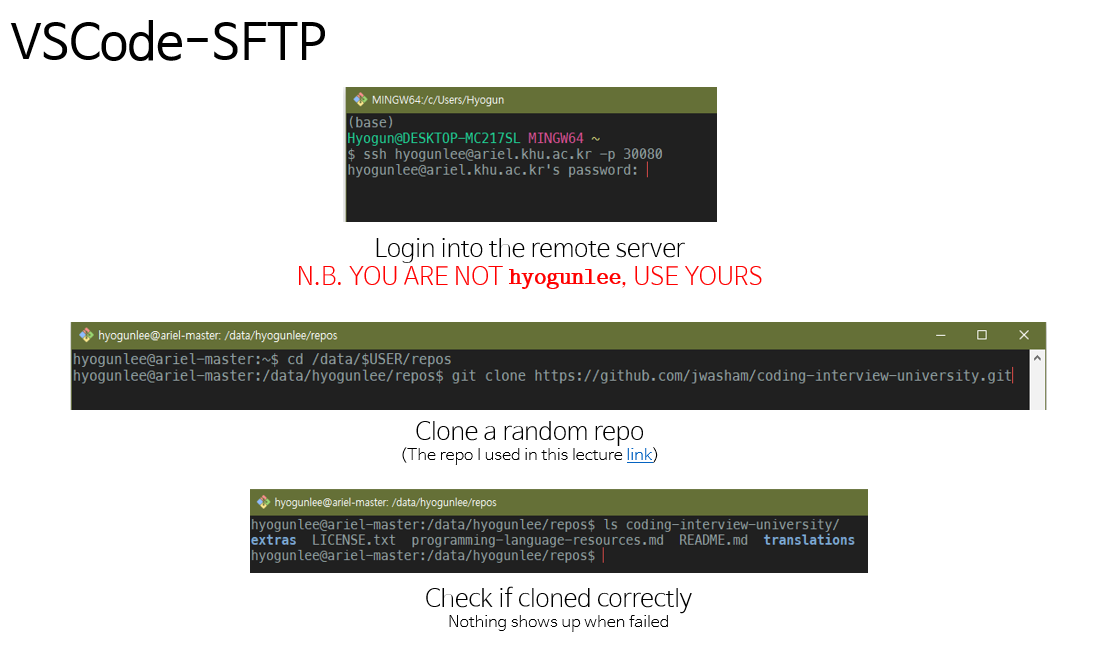 VSCode-SFTP
MINGW64:/c/Users/Hyogun
(base)
Hyogun@DESKTOP-MC217SL MINGW64 ~
$ ssh hyogunlee@ariel.khu.ac.kr -p 30080
hyogunlee@ariel.khu.ac.kr's password:
Login into the remote server
N.B. YOU ARE NOT hyogunlee, USE YOURS
hyogunlee@ariel-master: /data/hyogunlee/repos
hyogunlee@ariel-master:~$ cd /data/$USER/repos
hyogunlee@ariel-master:/data/hyogunlee/repos$ git clone https://github.com/jwasham/coding-interview-university.git
Clone a random repo
(The repo I used in this lecture link)
hyogunlee@ariel-master: /data/hyogunlee/repos
hyogunlee@ariel-master:/data/hyogunlee/repos$ ls coding-interview-university/
extras LICENSE.txt programming-language-resources.md README.md translations
hyogunlee@ariel-master:/data/hyogunlee/repos$
Check if cloned correctly
Nothing shows up when failed